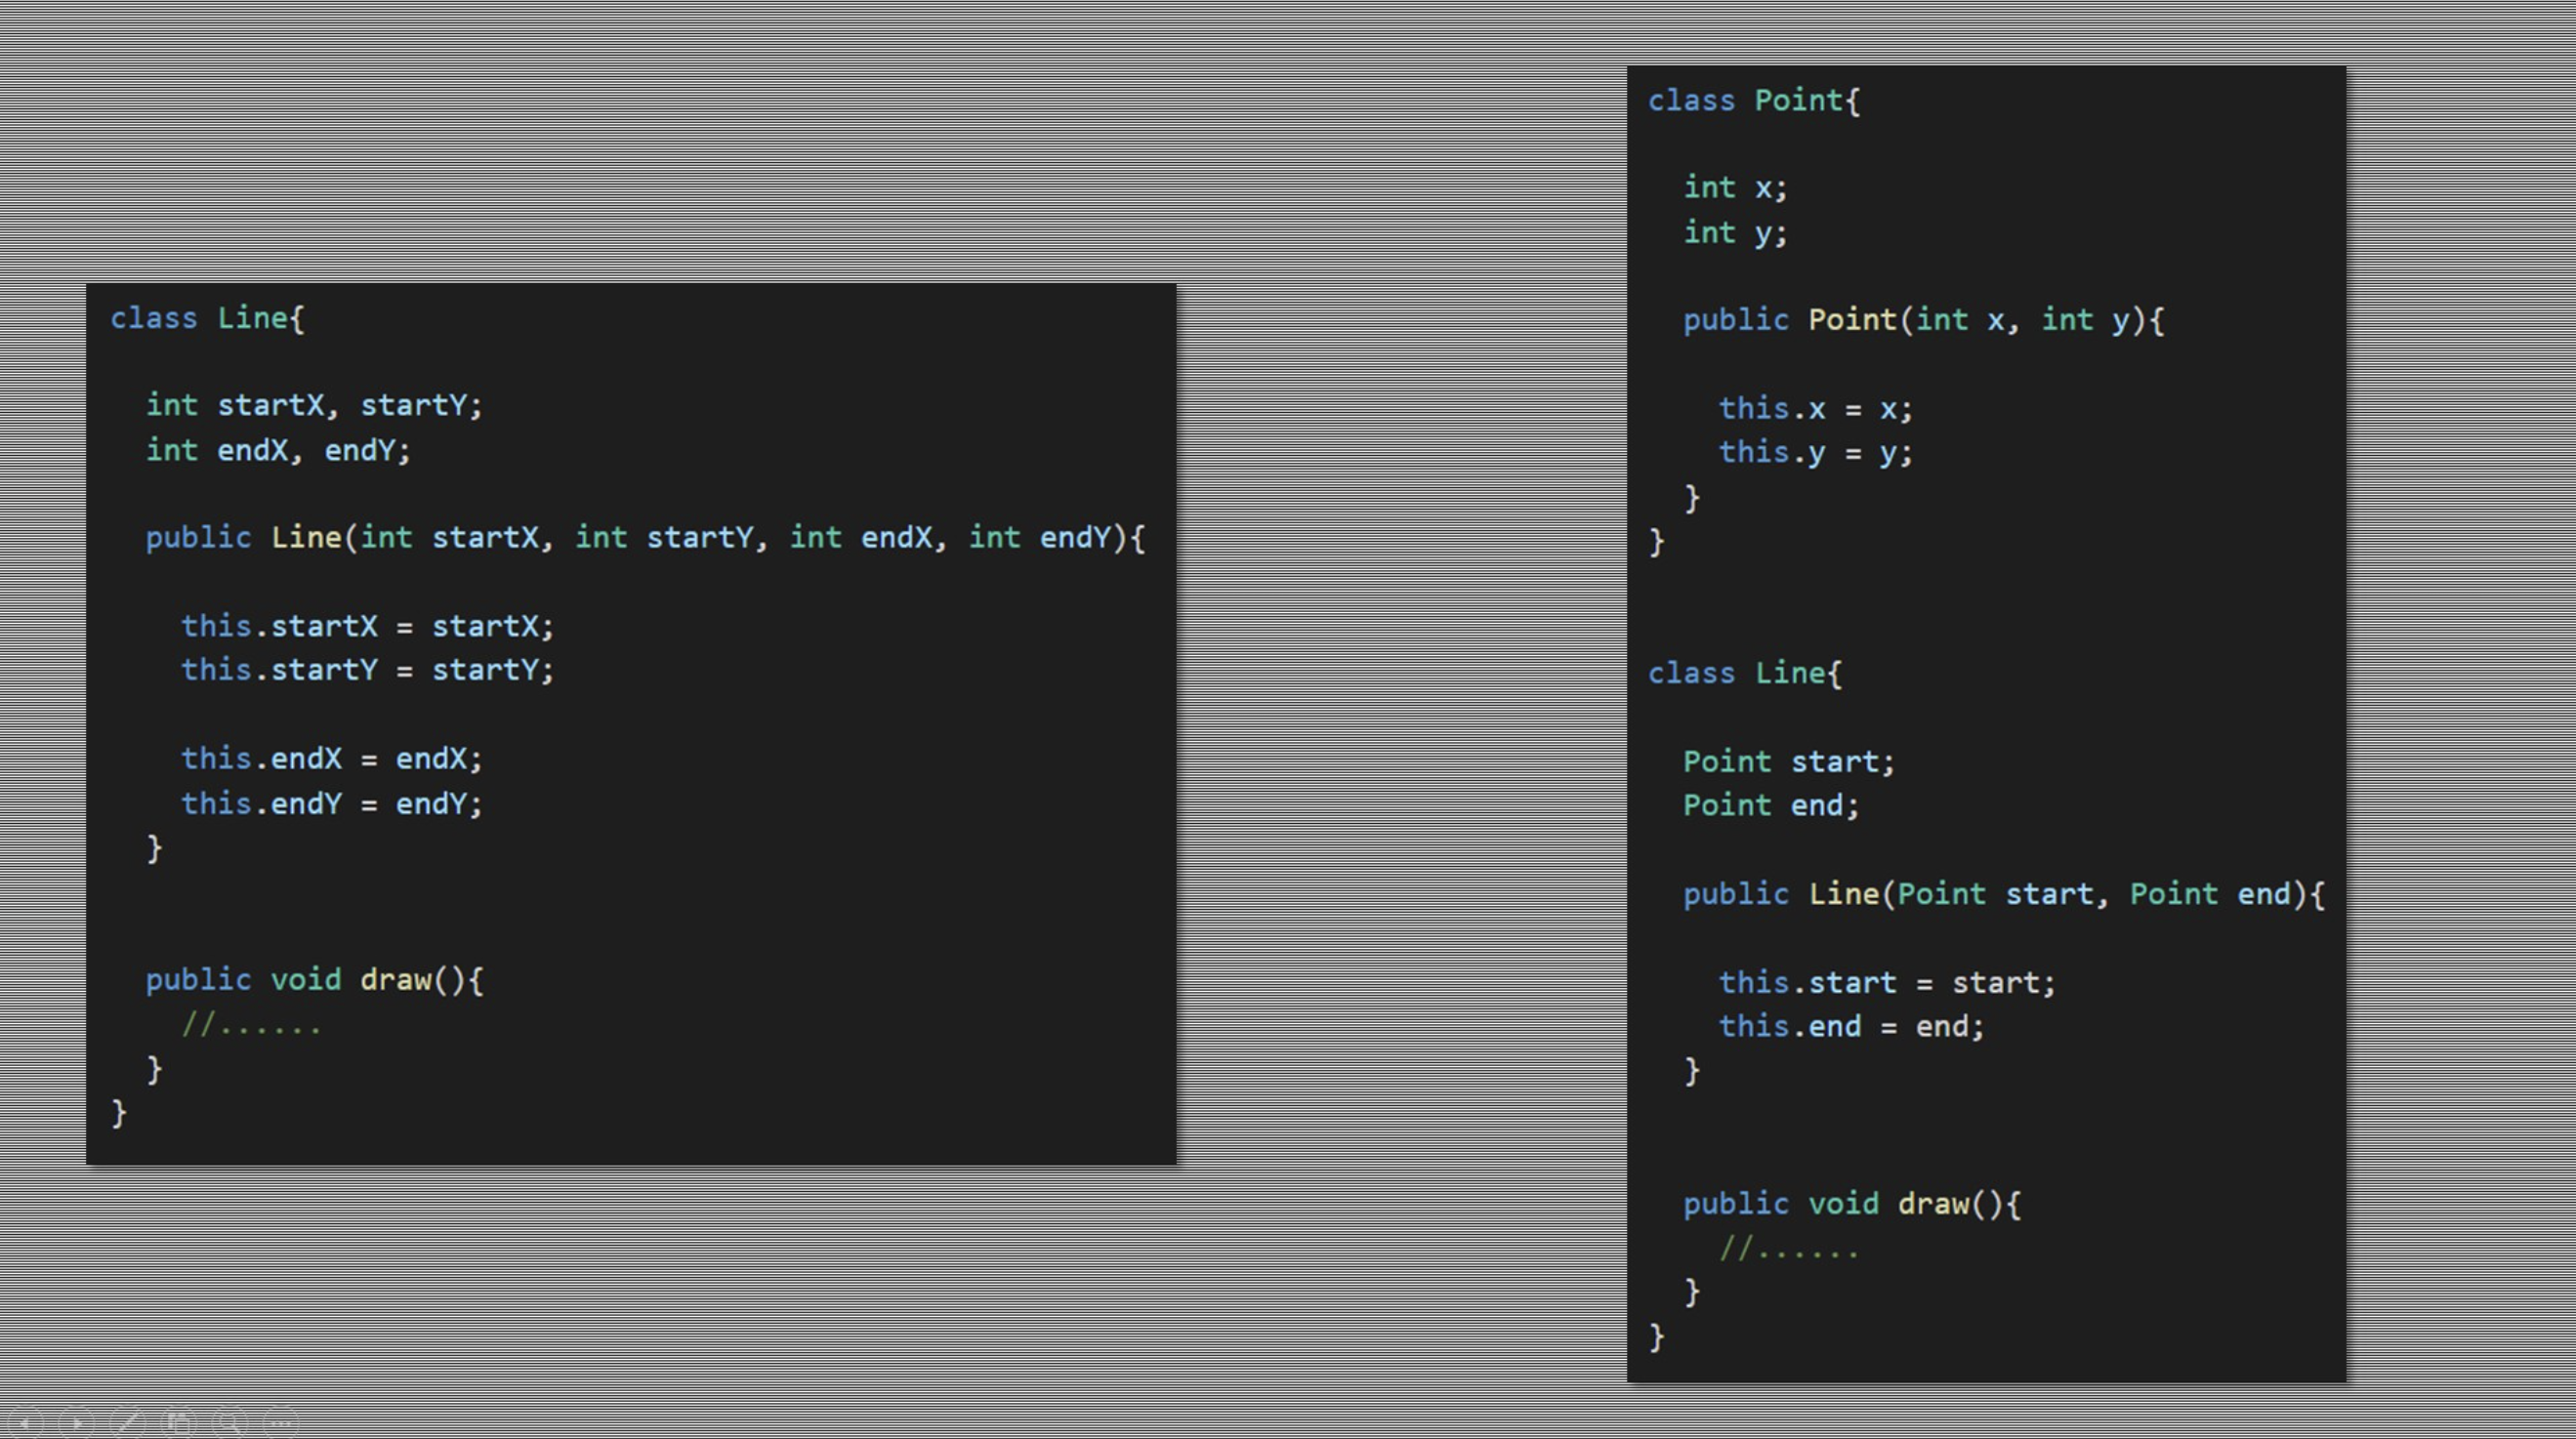 class Line{
int startX, startY;
int endX, endY;
public Line(int startX, int startY, int endX, int endY){
this.startX = startX;
this.startY = startY;
this.endX = endX;
this.endY = endY;
}
public void draw(){
//......
}
}
class Point{
int x;
int y;
public Point(int x, int y){
this.x = x;
this.y = y;
}
}
class Line{
Point start;
Point end;
public Line(Point start, Point end){
this.start = start;
this.end = end;
}
public void draw(){
//......
}
}